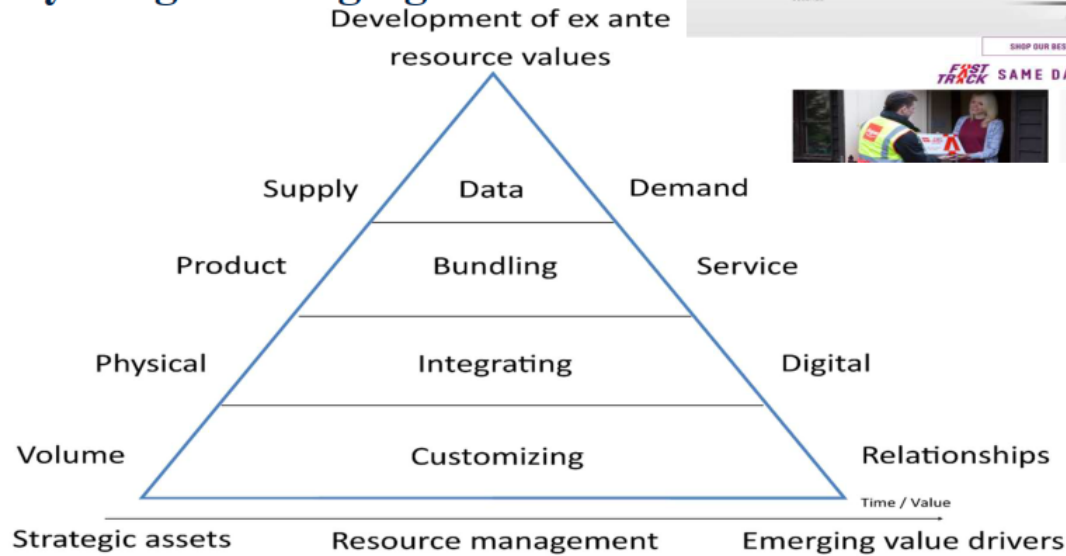 Development of ex ante
resource values
SHOP OUR BES
FAST
TRACK SAME DA
Supply Data Demand
Product Bundling Service
Physical Integrating Digital
Volume Customizing Relationships
Time / Value
Strategic assets Resource management Emerging value drivers